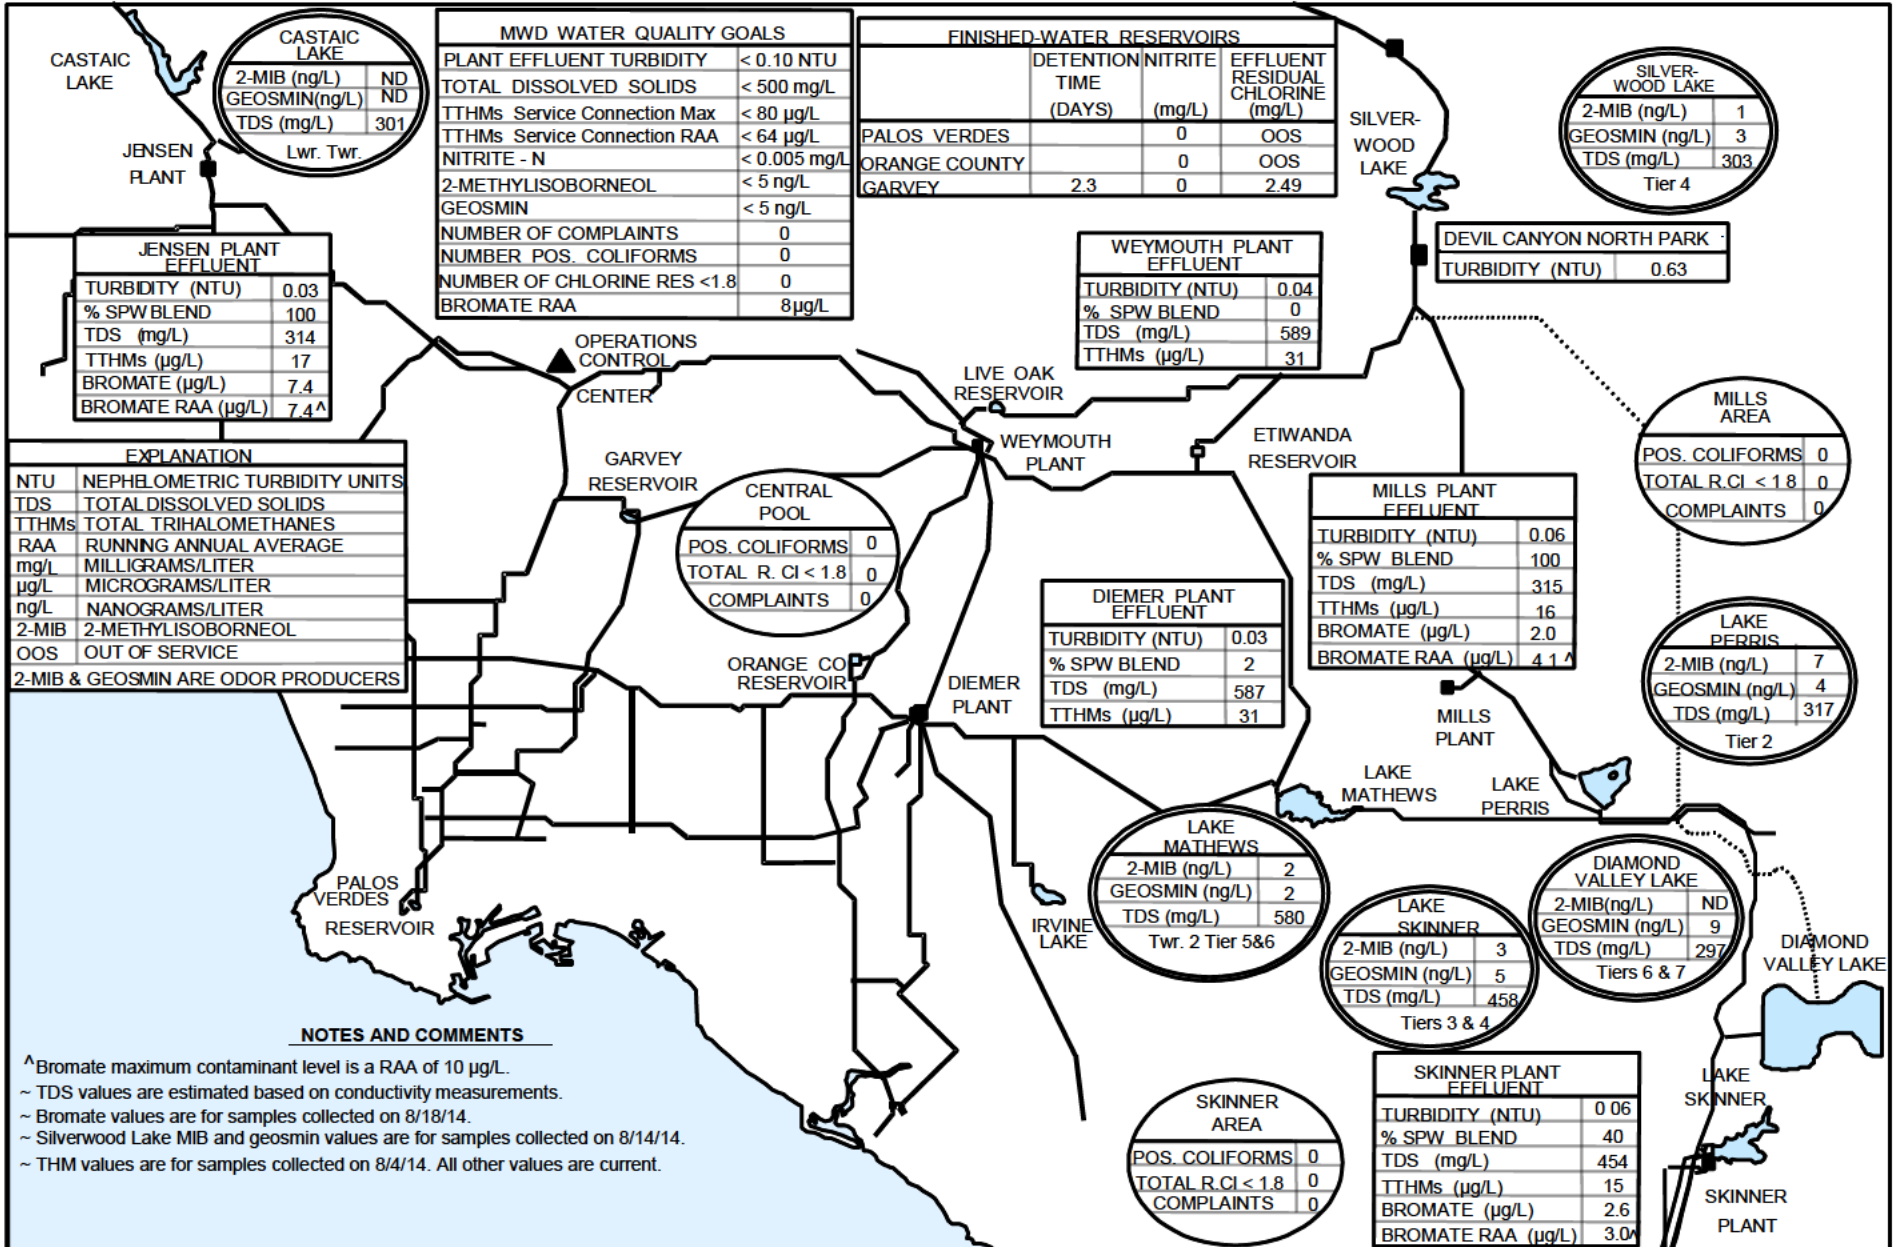 CASTAIC
LAKE
CASTAIC
LAKE
2-MIB (ng/L) ND
GEOSMIN(ng/L) ND
TDS (mg/L) 301
Lwr. Twr.
JENSEN
PLANT
MWD WATER QUALITY GOALS
PLANT EFFLUENT TURBIDITY < 0.10 NTU
TOTAL DISSOLVED SOLIDS < 500 mg/L
TTHMs Service Connection Max < 80 µg/L
TTHMs Service Connection RAA < 64 µg/L
NITRITE - N < 0.005 mg/L
2-METHYLISOBORNEOL < 5 ng/L
GEOSMIN < 5 ng/L
NUMBER OF COMPLAINTS 0
NUMBER POS. COLIFORMS 0
NUMBER OF CHLORINE RES <1.8 0
BROMATE RAA 8µg/L
FINISHED-WATER RESERVOIRS
DETENTION NITRITE EFFLUENT
TIME RESIDUAL
CHLORINE
(DAYS) (mg/L) (mg/L)
PALOS VERDES 0 OOS
ORANGE COUNTY 0 OOS
GARVEY 2.3 0 2.49
SILVER-
WOOD
LAKE
SILVER-
WOOD LAKE
2-MIB (ng/L) 1
GEOSMIN (ng/L) 3
TDS (mg/L) 303
Tier 4
DEVIL CANYON NORTH PARK
TURBIDITY (NTU) 0.63
JENSEN PLANT
EFFLUENT
TURBIDITY (NTU) 0.03
% SPW BLEND 100
TDS (mg/L) 314
TTHMs (µg/L) 17
BROMATE (µg/L) 7.4
BROMATE RAA (µg/L) 7.4^
WEYMOUTH PLANT
EFFLUENT
TURBIDITY (NTU) 0.04
% SPW BLEND 0
TDS (mg/L) 589
TTHMs (µg/L) 31
OPERATIONS
CONTROL
CENTER
LIVE OAK
RESERVOIR
WEYMOUTH
PLANT
ETIWANDA
RESERVOIR
MILLS
AREA
POS. COLIFORMS 0
TOTAL R.Cl < 1 8 0
COMPLAINTS 0
EXPLANATION
NTU NEPHELOMETRIC TURBIDITY UNITS
TDS TOTAL DISSOLVED SOLIDS
TTHMs TOTAL TRIHALOMETHANES
RAA RUNNING ANNUAL AVERAGE
mg/L MILLIGRAMS/LITER
µg/L MICROGRAMS/LITER
ng/L NANOGRAMS/LITER
2-MIB 2-METHYLISOBORNEOL
OOS OUT OF SERVICE
2-MIB & GEOSMIN ARE ODOR PRODUCERS
GARVEY
RESERVOIR
CENTRAL
POOL
POS. COLIFORMS 0
TOTAL R. Cl < 1.8 0
COMPLAINTS 0
MILLS PLANT
EFFLUENT
TURBIDITY (NTU) 0.06
% SPW BLEND 100
TDS (mg/L) 315
TTHMs (µg/L) 16
BROMATE (µg/L) 2.0
BROMATE RAA (µg/L) 4 1 ^
DIEMER PLANT
EFFLUENT
TURBIDITY (NTU) 0.03
% SPW BLEND 2
TDS (mg/L) 587
TTHMs (µg/L) 31
LAKE
PERRIS
2-MIB (ng/L) 7
GEOSMIN (ng/L) 4
TDS (mg/L) 317
Tier 2
ORANGE CO
RESERVOIR
DIEMER
PLANT
MILLS
PLANT
LAKE
MATHEWS
LAKE
PERRIS
LAKE
MATHEWS
2-MIB (ng/L) 2
GEOSMIN (ng/L) 2
TDS (mg/L) 580
Twr. 2 Tier 5&6
DIAMOND
VALLEY LAKE
2-MIB(ng/L) ND
GEOSMIN (ng/L) 9
TDS (mg/L) 297
Tiers 6 & 7
LAKE
SKINNER
2-MIB (ng/L) 3
GEOSMIN (ng/L) 5
TDS (mg/L) 458
Tiers 3 & 4
PALOS
VERDES
RESERVOIR
IRVINE
LAKE
DIAMOND
VALLEY LAKE
NOTES AND COMMENTS
^Bromate maximum contaminant level is a RAA of 10 µg/L.
~ TDS values are estimated based on conductivity measurements.
~ Bromate values are for samples collected on 8/18/14.
~ Silverwood Lake MIB and geosmin values are for samples collected on 8/14/14.
~ THM values are for samples collected on 8/4/14. All other values are current.
SKINNER
AREA
POS. COLIFORMS 0
TOTAL R.Cl < 1.8 0
COMPLAINTS 0
SKINNER PLANT
EFFLUENT
TURBIDITY (NTU) 0 06
% SPW BLEND 40
TDS (mg/L) 454
TTHMs (µg/L) 15
BROMATE (µg/L) 2.6
BROMATE RAA (µg/L) 3.0^
LAKE
SKINNER
SKINNER
PLANT